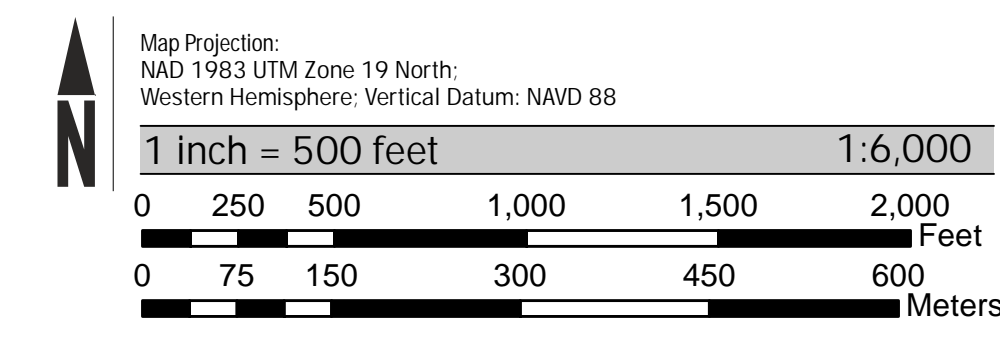 N
Map Projection:
NAD 1983 UTM Zone 19 North;
Western Hemisphere; Vertical Datum: NAVD 88
1 inch = 500 feet 1:6,000
0 250 500 1,000 1,500 2,000
Feet
0 75 150 300 450 600
Meters